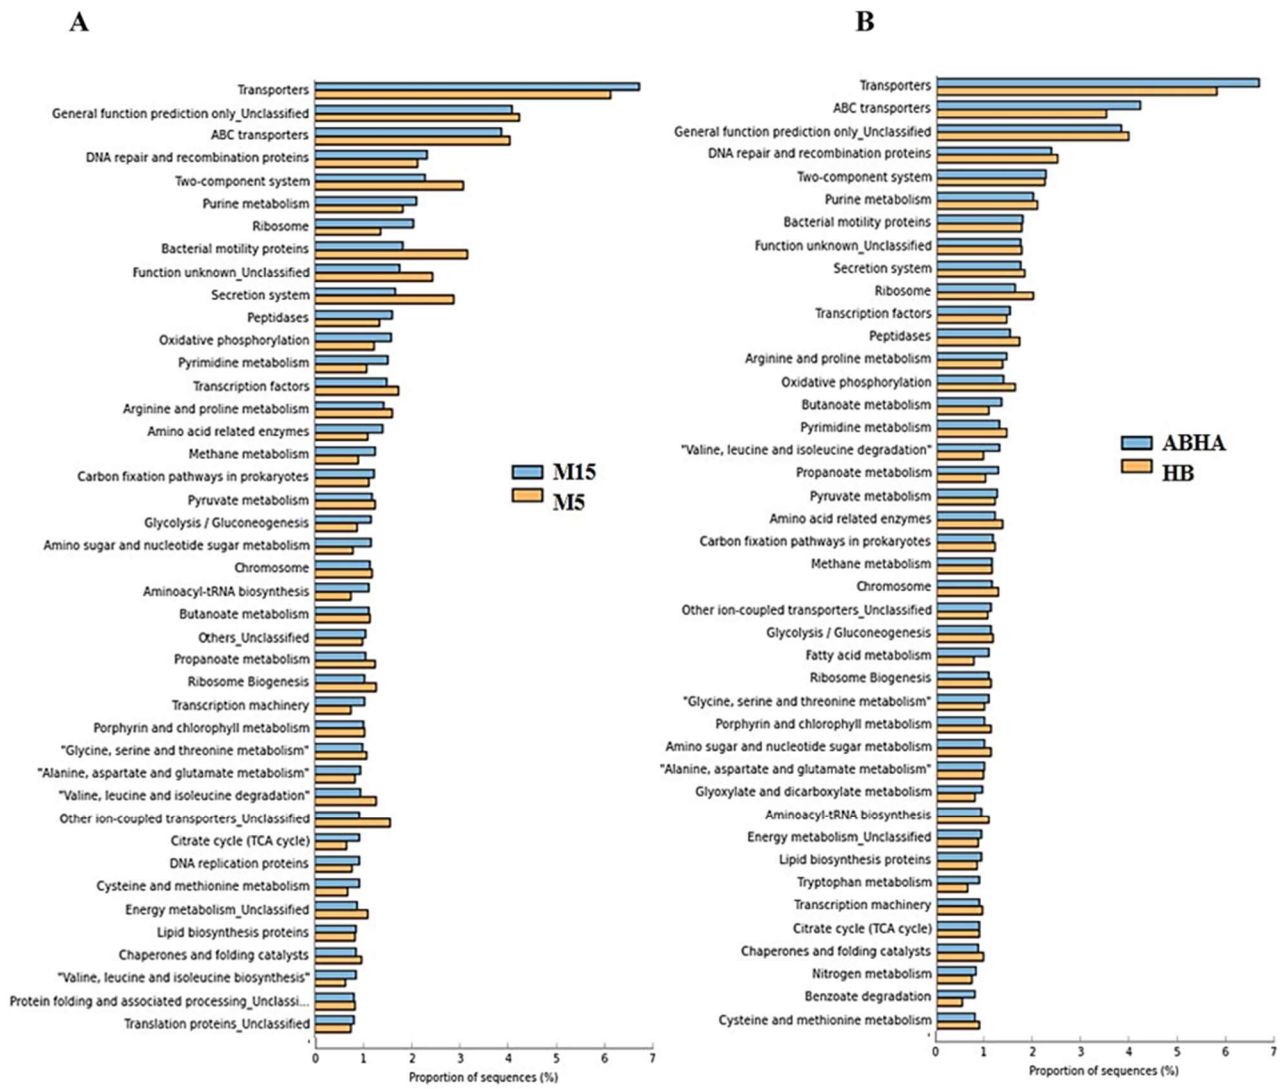 A
Transporters
General function prediction only_Unclassified
ABC transporters
DNA repair and recombination proteins
Two-component system
Purine metabolism
Ribosome
Bacterial motility proteins
Function unknown_Unclassified
Secretion system
Peptidases
Oxidative phosphorylation
Pyrimidine metabolism
Transcription factors
Arginine and proline metabolism
Amino acid related enzymes
Methane metabolism
Carbon fixation pathways in prokaryotes
Pyruvate metabolism
Glycolysis / Gluconeogenesis
Amino sugar and nucleotide sugar metabolism
Chromosome
Aminoacyl-tRNA biosynthesis
Butanoate metabolism
Others_Unclassified
Propanoate metabolism
Ribosome Biogenesis
Transcription machinery
Porphyrin and chlorophyll metabolism
"Glycine, serine and threonine metabolism"
"Alanine, aspartate and glutamate metabolism"
"Valine, leucine and isoleucine degradation"
Other ion-coupled transporters_Unclassified
Citrate cycle (TCA cycle)
DNA replication proteins
Cysteine and methionine metabolism
Energy metabolism_Unclassified
Lipid biosynthesis proteins
Chaperones and folding catalysts
"Valine, leucine and isoleucine biosynthesis"
Protein folding and associated processing_Unclassi...
Translation proteins_Unclassified
M15
M5
0 1 2 3 4 5 6 7
Proportion of sequences (%)
B
Transporters
ABC transporters
General function prediction only_Unclassified
DNA repair and recombination proteins
Two-component system
Purine metabolism
Bacterial motility proteins
Function unknown_Unclassified
Secretion system
Ribosome
Transcription factors
Peptidases
Arginine and proline metabolism
Oxidative phosphorylation
Butanoate metabolism
Pyrimidine metabolism
"Valine, leucine and isoleucine degradation"
Propanoate metabolism
Pyruvate metabolism
Amino acid related enzymes
Carbon fixation pathways in prokaryotes
Methane metabolism
Chromosome
Other ion-coupled transporters_Unclassified
Glycolysis / Gluconeogenesis
Fatty acid metabolism
Ribosome Biogenesis
"Glycine, serine and threonine metabolism"
Porphyrin and chlorophyll metabolism
Amino sugar and nucleotide sugar metabolism
"Alanine, aspartate and glutamate metabolism"
Glyoxylate and dicarboxylate metabolism
Aminoacyl-tRNA biosynthesis
Energy metabolism_Unclassified
Lipid biosynthesis proteins
Tryptophan metabolism
Transcription machinery
Citrate cycle (TCA cycle)
Chaperones and folding catalysts
Nitrogen metabolism
Benzoate degradation
Cysteine and methionine metabolism
ABHA
HB
0 1 2 3 4 5 6 7
Proportion of sequences (%)